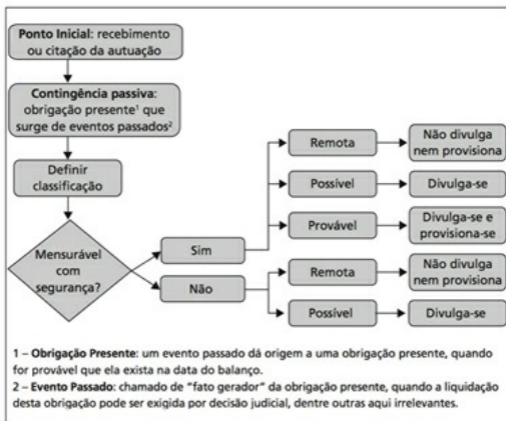 Ponto Inicial: recebimento
ou citação da autuação
Contingência passiva:
obrigação presente¹ que
surge de eventos passados²
Definir
classificação
Mensurável
com
segurança?
Sim
Remota
Não divulga
nem provisiona
Possível
Divulga-se
Provável
Divulga-se e
provisiona-se
Não
Remota
Não divulga
nem provisiona
Possível
Divulga-se
1 – Obrigação Presente: um evento passado dá origem a uma obrigação presente, quando
for provável que ela exista na data do balanço.
2 – Evento Passado: chamado de “fato gerador” da obrigação presente, quando a liquidação
desta obrigação pode ser exigida por decisão judicial, dentre outras aqui irrelevantes.